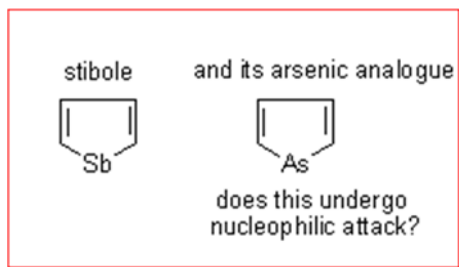 stibole
and its arsenic analogue
Sb
As
does this undergo
nucleophilic attack?